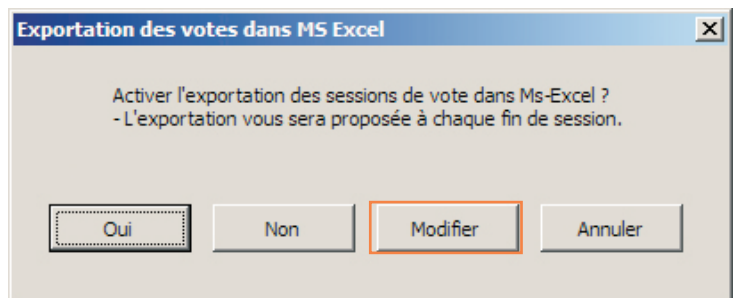 Exportation des votes dans MS Excel
Activer l'exportation des sessions de vote dans Ms-Excel ?
- L'exportation vous sera proposée à chaque fin de session.
Oui Non Modifier Annuler